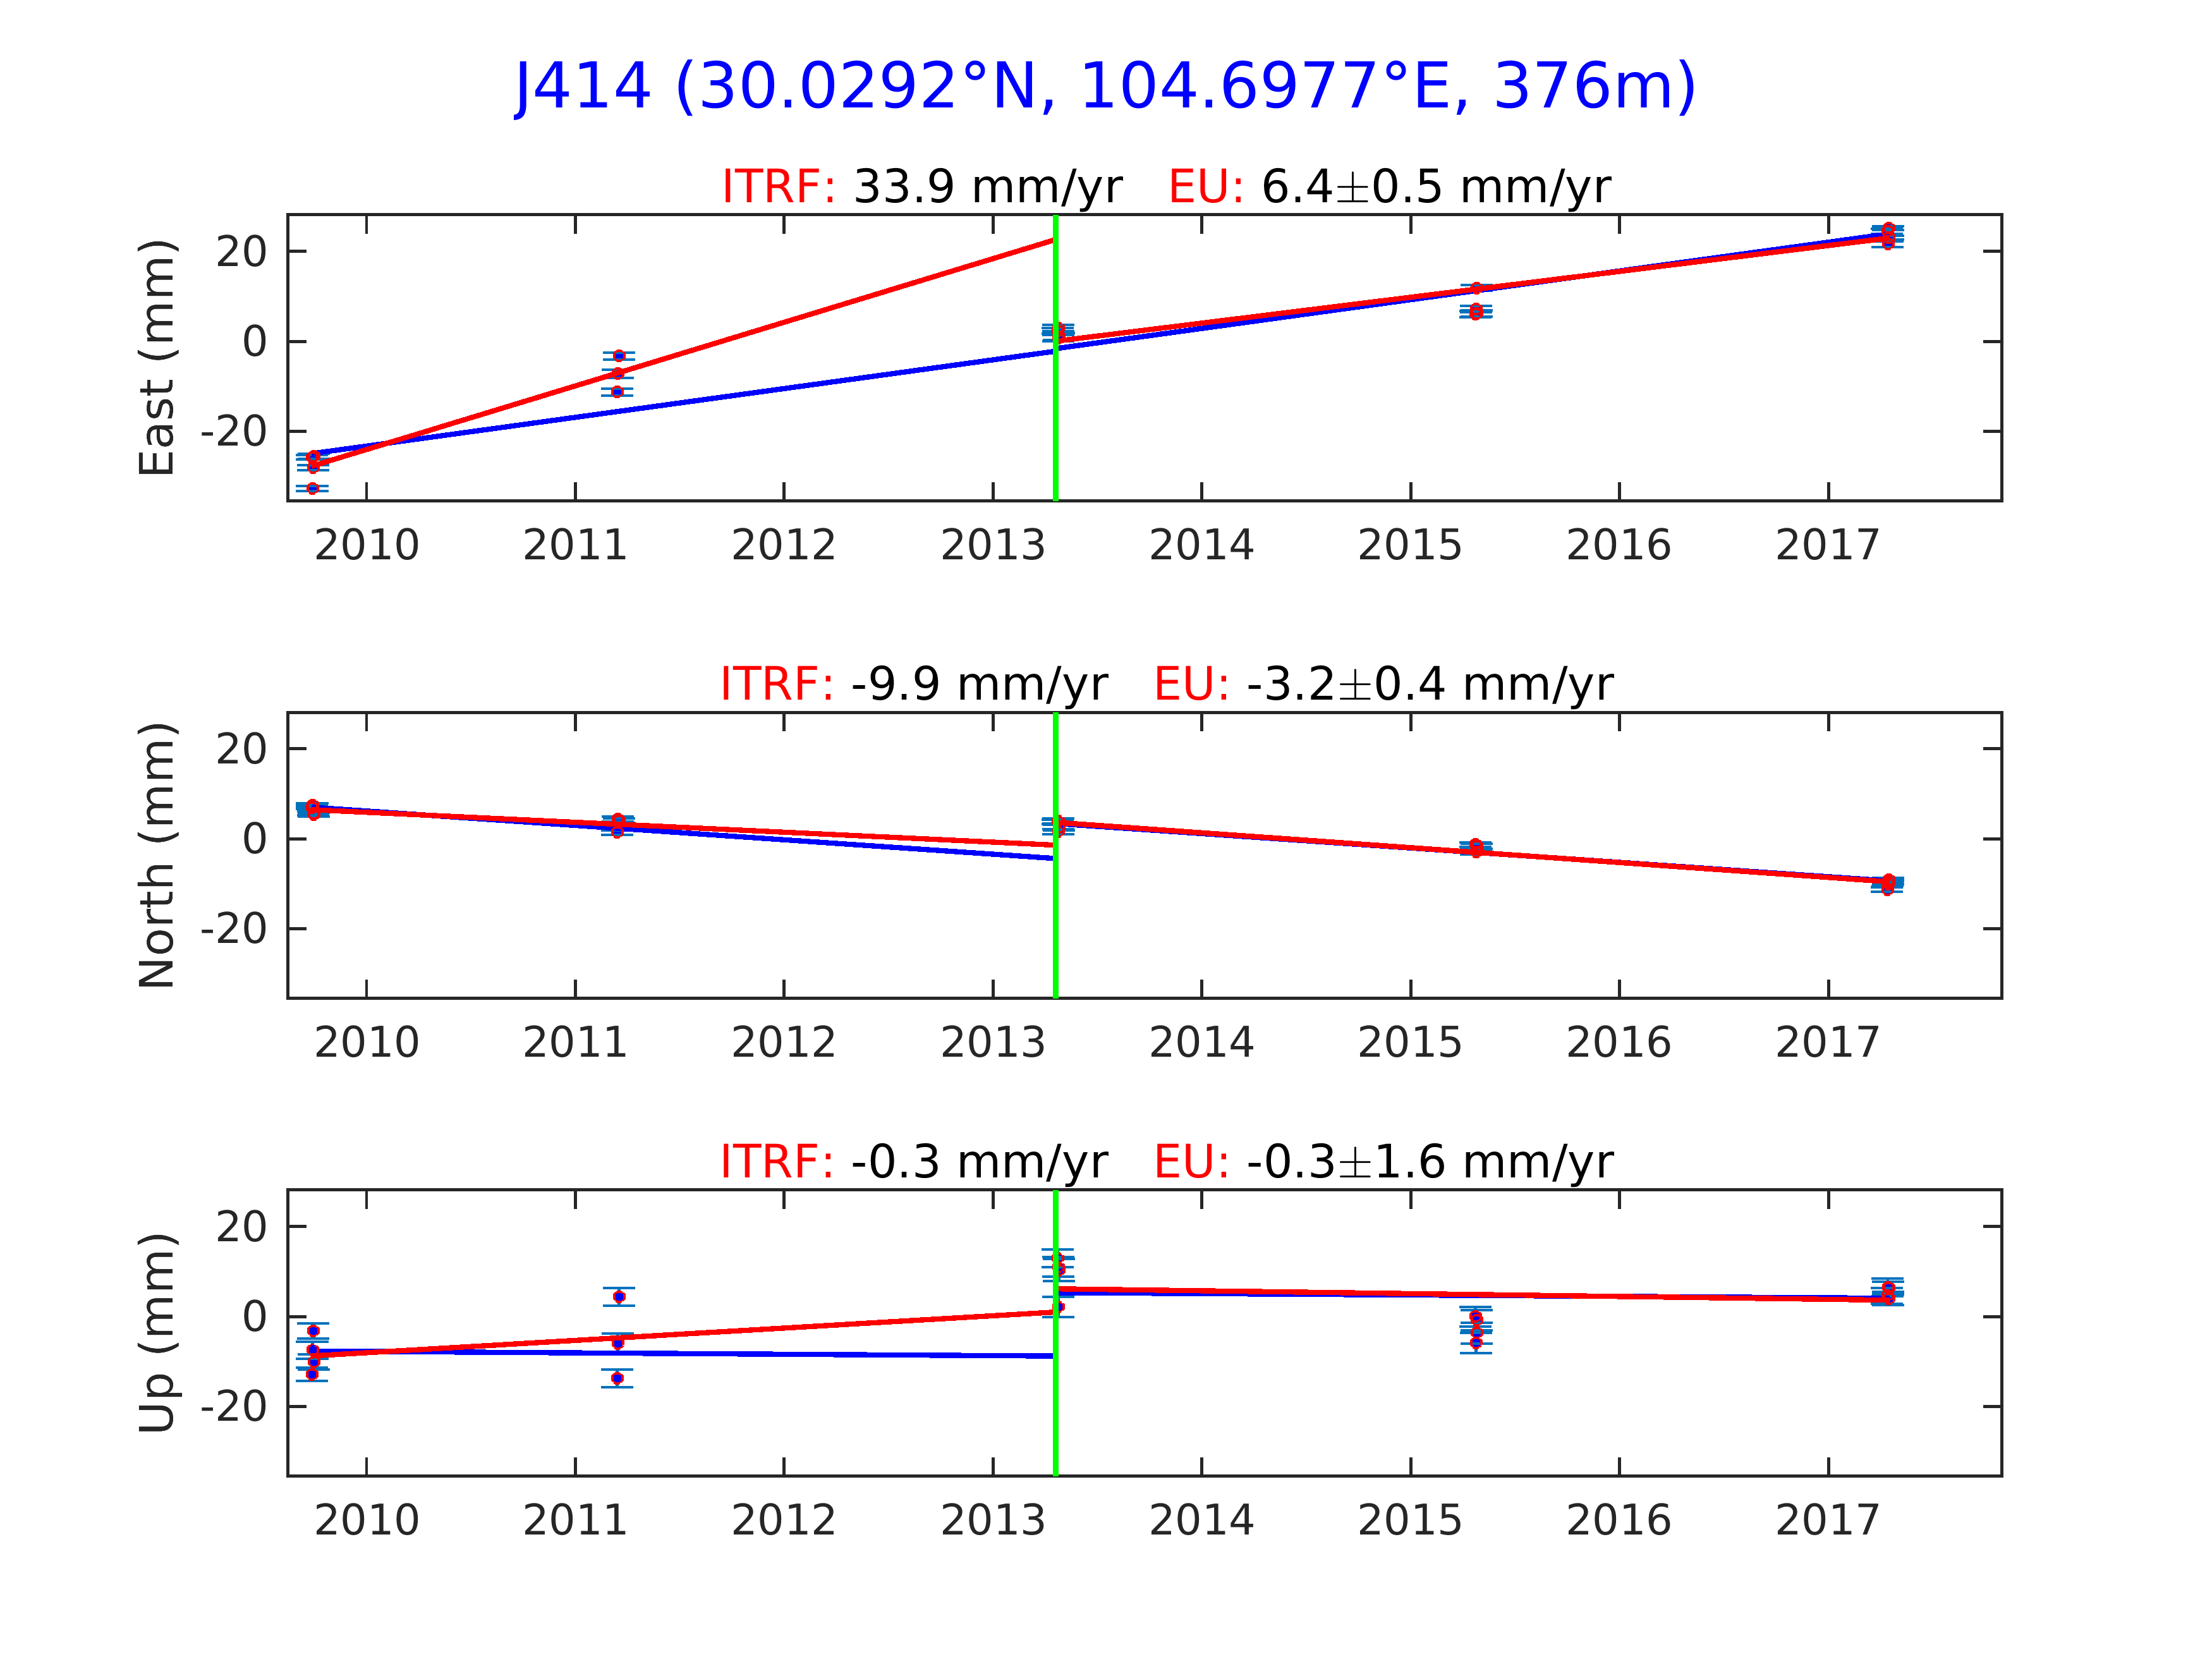 J414 (30.0292°N, 104.6977°E, 376m)
ITRF: 33.9 mm/yr EU: 6.4±0.5 mm/yr
East (mm)
20
0
-20
2010 2011 2012 2013 2014 2015 2016 2017
ITRF: -9.9 mm/yr EU: -3.2±0.4 mm/yr
North (mm)
20
0
-20
2010 2011 2012 2013 2014 2015 2016 2017
ITRF: -0.3 mm/yr EU: -0.3±1.6 mm/yr
Up (mm)
20
0
-20
2010 2011 2012 2013 2014 2015 2016 2017